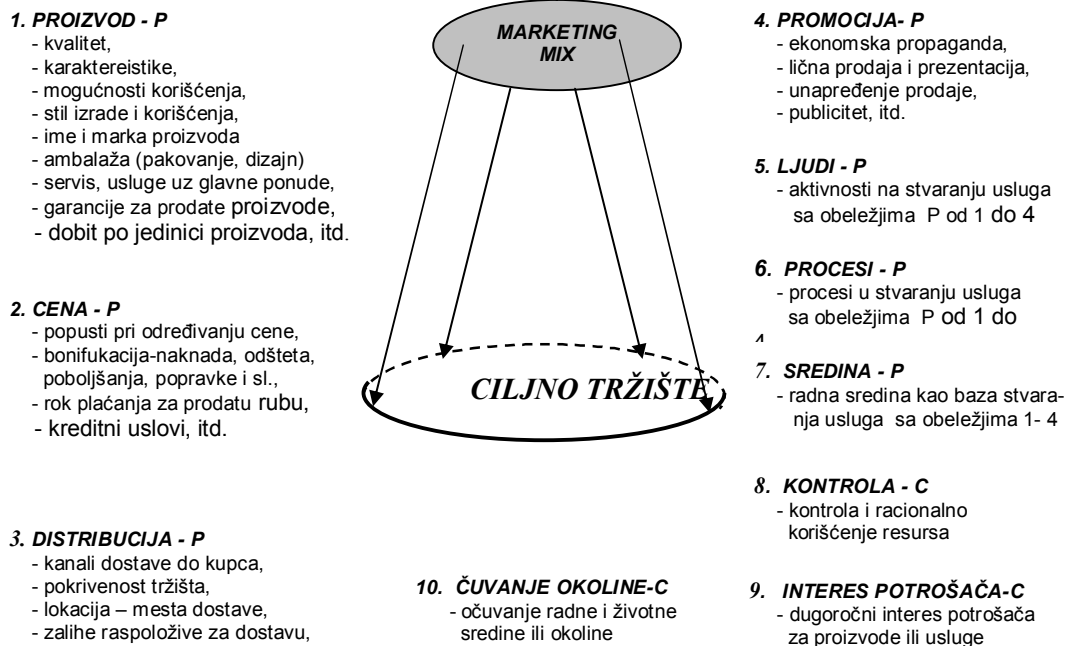 1. PROIZVOD - P
- kvalitet,
- karaktereistike,
- mogućnosti korišćenja,
- stil izrade i korišćenja,
- ime i marka proizvoda
- ambalaža (pakovanje, dizajn)
- servis, usluge uz glavne ponude,
- garancije za prodate proizvode,
- dobit po jedinici proizvoda, itd.
2. CENA - P
- popusti pri određivanju cene,
- bonifukacija-naknada, odšteta,
poboljšanja, popravke i sl.,
- rok plaćanja za prodatu rubu,
- kreditni uslovi, itd.
3. DISTRIBUCIJA - P
- kanali dostave do kupca,
- pokrivenost tržišta,
- lokacija – mesta dostave,
- zalihe raspoložive za dostavu,
MARKETING
MIX
CILJNO TRŽIŠTE
10. ČUVANJE OKOLINE-C
- očuvanje radne i životne
sredine ili okoline
4. PROMOCIJA- P
- ekonomska propaganda,
- lična prodaja i prezentacija,
- unapređenje prodaje,
- publicitet, itd.
5. LJUDI - P
- aktivnosti na stvaranju usluga
sa obeležjima P od 1 do 4
6. PROCESI - P
- procesi u stvaranju usluga
sa obeležjima P od 1 do
7. SREDINA - P
- radna sredina kao baza stvara-
nja usluga sa obeležjima 1- 4
8. KONTROLA - C
- kontrola i racionalno
korišćenje resursa
9. INTERES POTROŠAČA-C
- dugoročni interes potrošača
za proizvode ili usluge